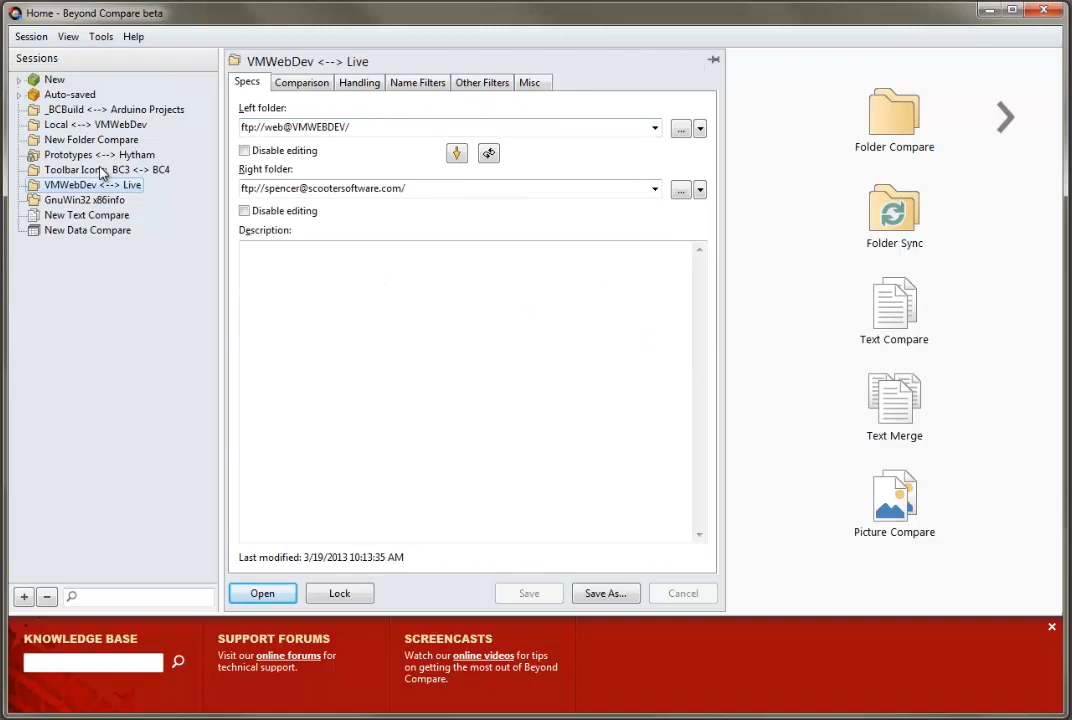 Home - Beyond Compare beta
Session View Tools Help
Sessions
New
Auto-saved
_BCBuild <--> Arduino Projects
Local <--> VMWebDev
New Folder Compare
Prototypes <--> Hytham
Toolbar BC3 <-> BC4
VMWebDev <--> Live
GnuWin32 x86info
New Text Compare
New Data Compare
VMWebDev <--> Live
Specs Comparison Handling Name Filters Other Filters Misc
Left folder:
ftp://web@VMWEBDEV/
...
Disable editing
Right folder:
ftp://spencer@scootersoftware.com/
...
Disable editing
Description:
Last modified: 3/19/2013 10:13:35 AM
Open Lock Save Save As... Cancel
Folder Compare
Folder Sync
Text Compare
Text Merge
Picture Compare
KNOWLEDGE BASE
SUPPORT FORUMS
Visit our online forums for
technical support.
SCREENCASTS
Watch our online videos for tips
on getting the most out of Beyond
Compare.